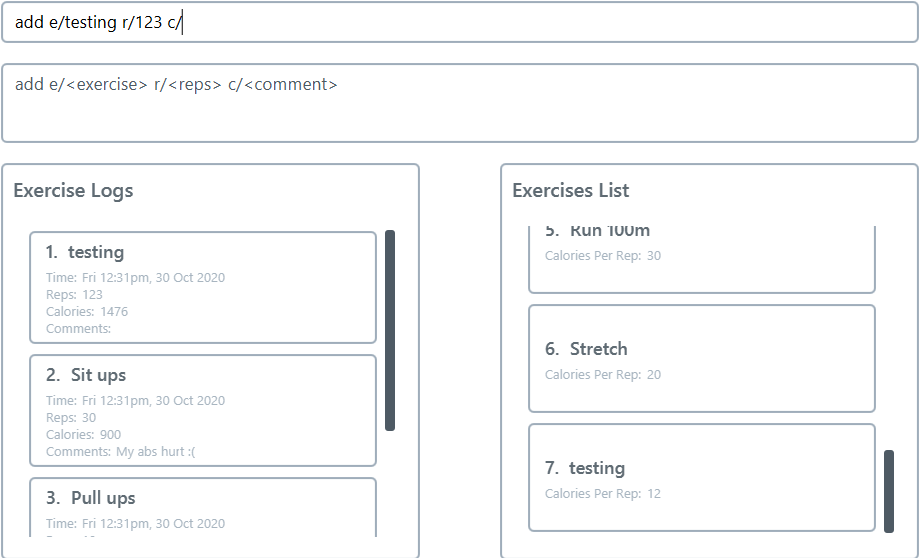 add e/testing r/123 c/
add e/<exercise> r/<reps> c/<comment>
Exercise Logs
1. testing
Time: Fri 12:31pm, 30 Oct 2020
Reps: 123
Calories: 1476
Comments:
2. Sit ups
Time: Fri 12:31pm, 30 Oct 2020
Reps: 30
Calories: 900
Comments: My abs hurt :(
3. Pull ups
Time: Fri 12:31pm, 30 Oct 2020
Exercises List
5. Run 100m
Calories Per Rep: 30
6. Stretch
Calories Per Rep: 20
7. testing
Calories Per Rep: 12